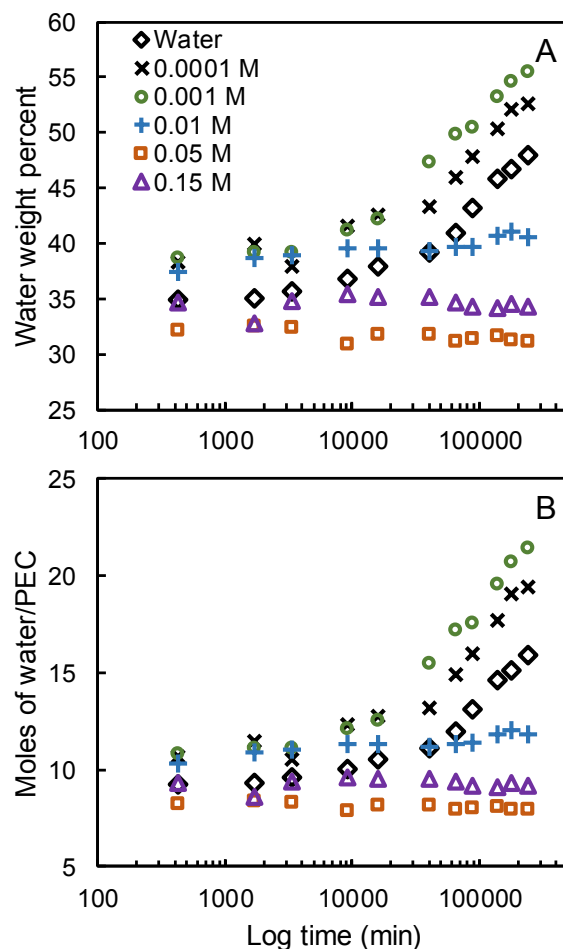 60
55
50
45
40
35
30
25
Water weight percent
Water
0.0001 M
0.001 M
0.01 M
0.05 M
0.15 M
A
100
1000
10000
100000
25
20
15
10
5
Moles of water/PEC
B
100
1000
10000
100000
Log time (min)